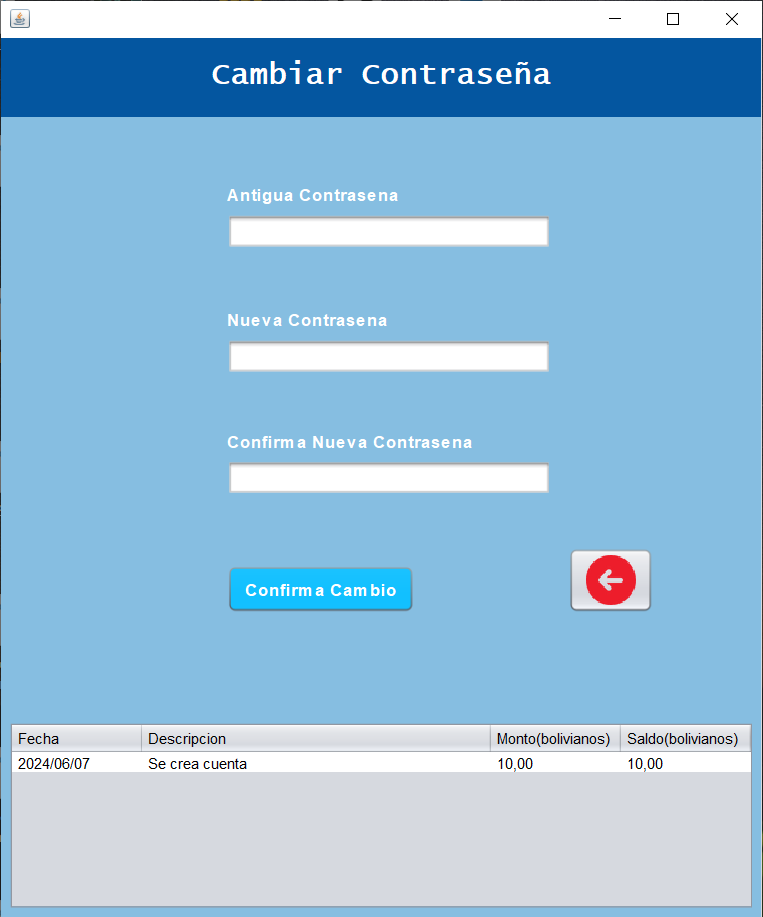 Cambiar Contraseña
Antigua Contrasena
Nueva Contrasena
Confirma Nueva Contrasena
Confirma Cambio
Fecha Descripcion Monto(bolivianos) Saldo(bolivianos)
2024/06/07 Se crea cuenta 10,00 10,00